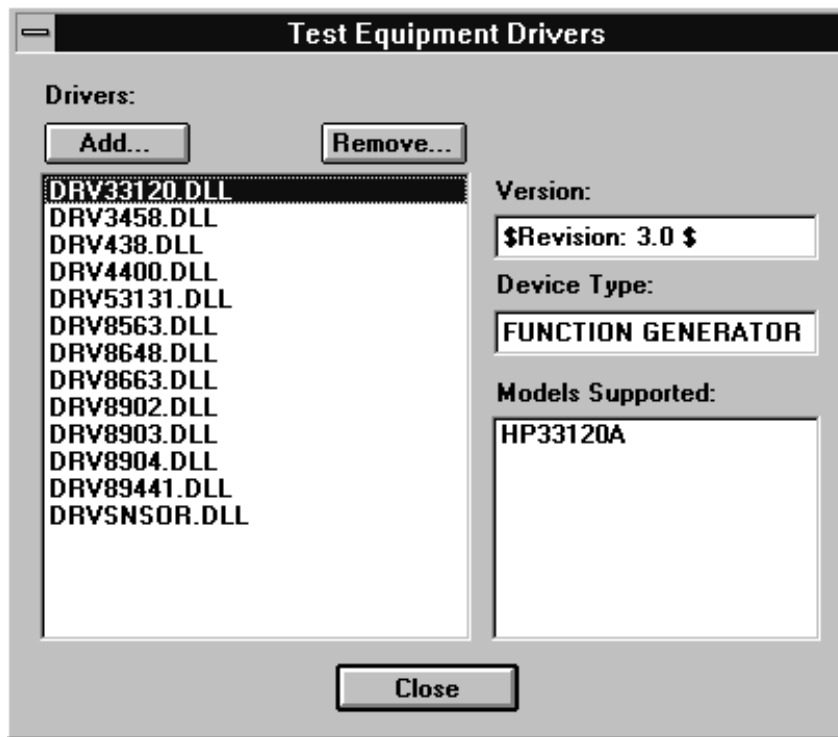 Test Equipment Drivers
Drivers:
Add...
Remove...
DRV33120.DLL
DRV3458.DLL
DRV438.DLL
DRV4400.DLL
DRV53131.DLL
DRV8563.DLL
DRV8648.DLL
DRV8663.DLL
DRV8902.DLL
DRV8903.DLL
DRV8904.DLL
DRV89441.DLL
DRVSNSOR.DLL
Version:
$Revision: 3.0 $
Device Type:
FUNCTION GENERATOR
Models Supported:
HP33120A
Close